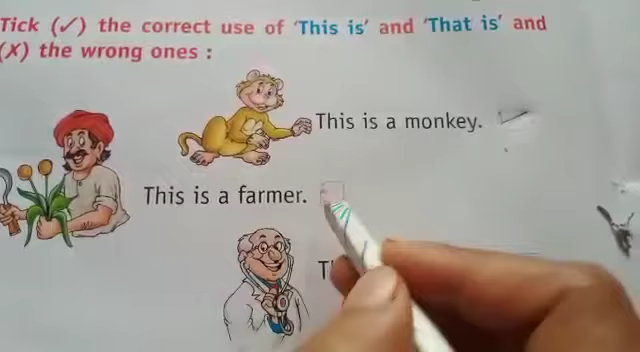 Tick (✓) the correct use of 'This is' and 'That is' and
(X) the wrong ones :
This is a monkey.
This is a farmer.